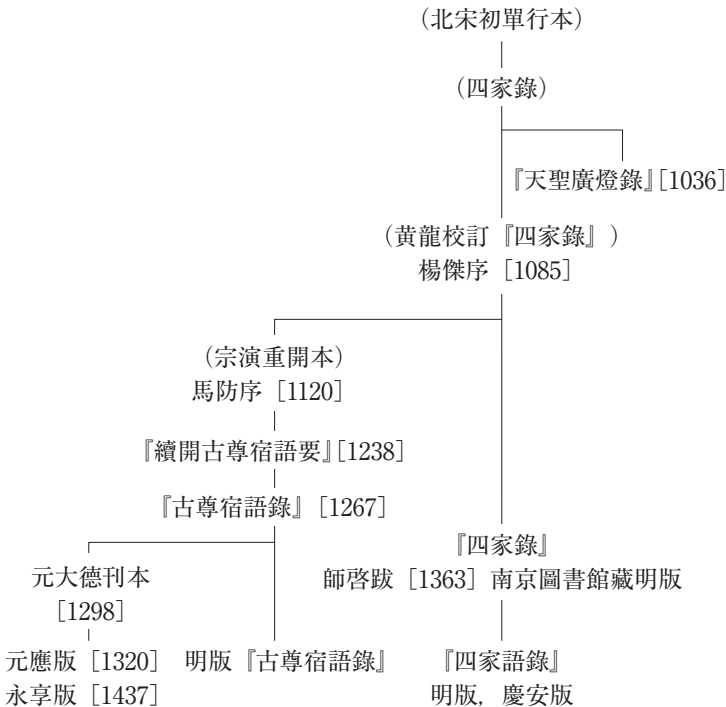 （北宋初單行本）
（四家錄）
『天聖廣燈錄』［1036］
（黃龍校訂『四家錄』）
楊傑序［1085］
（宗演重開本）
馬防序［1120］
『續開古尊宿語要』［1238］
『古尊宿語錄』［1267］
元大德刊本
［1298］
『四家錄』
師啓跋［1363］南京圖書館藏明版
元應版［1320］
永享版［1437］
明版『古尊宿語錄』
『四家語錄』
明版，慶安版